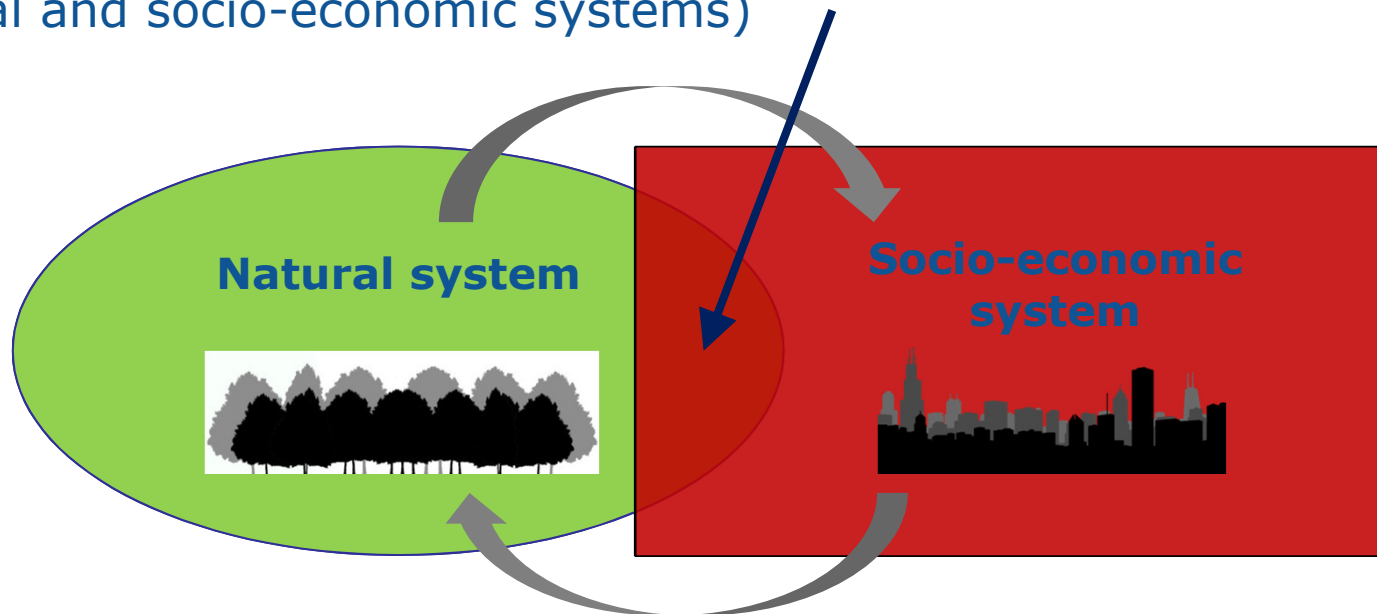 al and socio-economic systems)
Natural system
Socio-economic
system